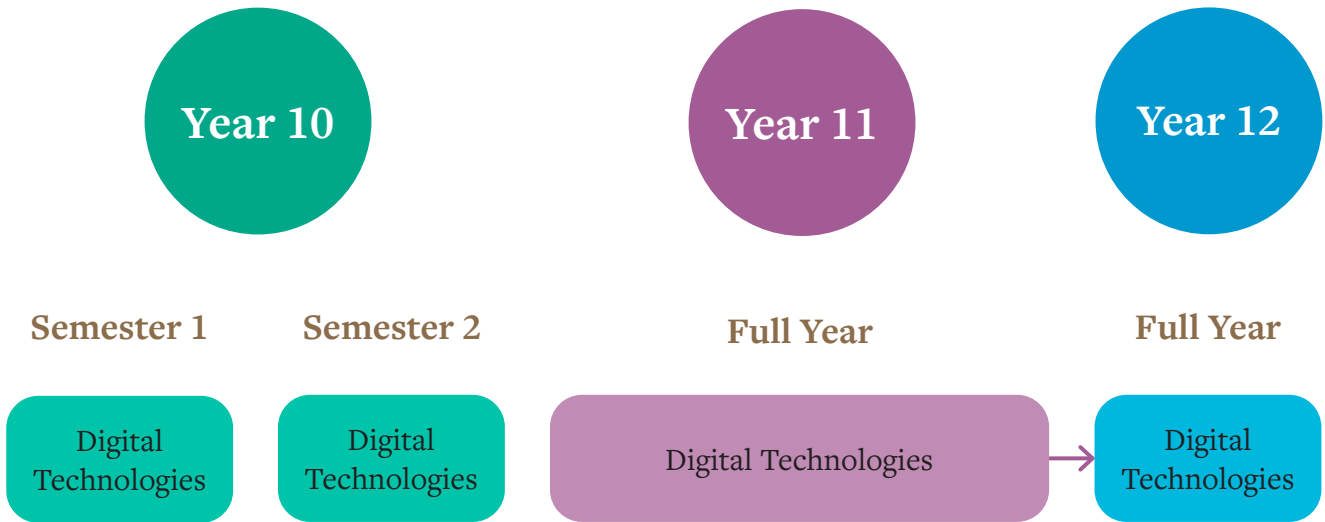 Year 10
Year 11
Year 12
Semester 1
Semester 2
Full Year
Full Year
Digital
Technologies
Digital
Technologies
Digital Technologies
Digital
Technologies